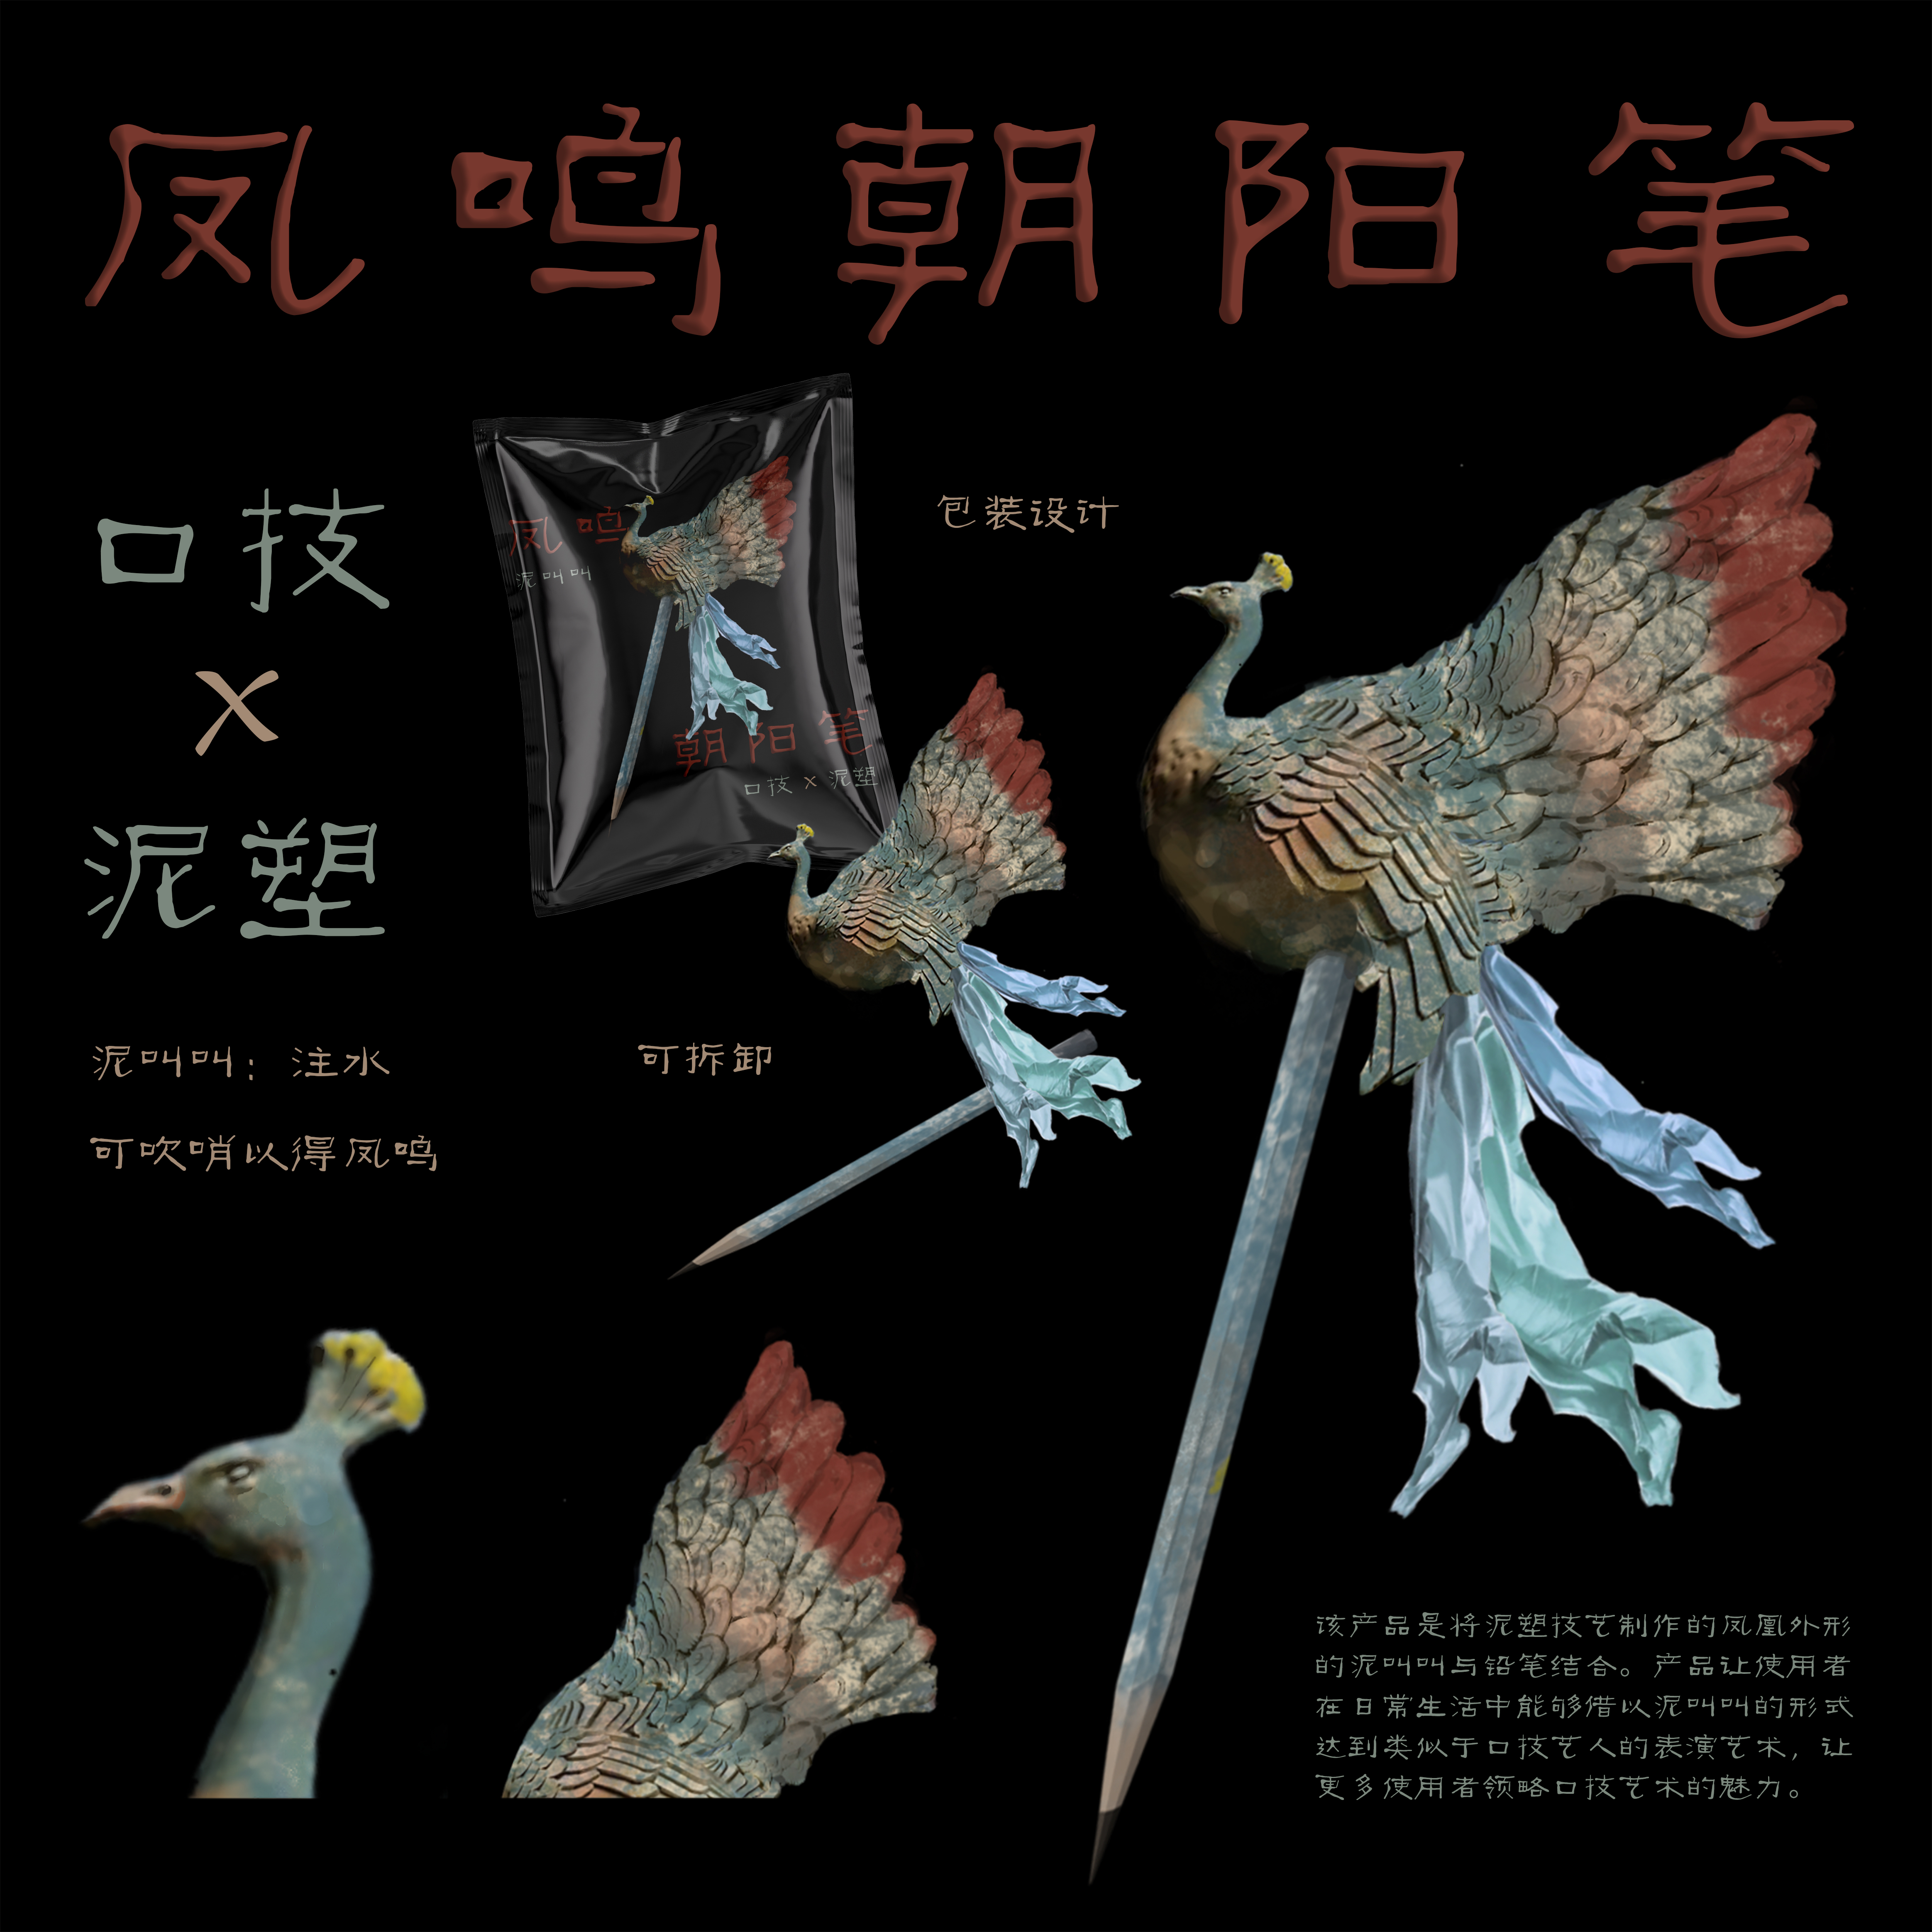 凤鸣朝阳笔
口技
X
泥塑
凤鸣
泥叫叫
朝阳笔
口技 X 泥塑
包装设计
泥叫叫：注水
可吹哨以得凤鸣
可拆卸
该产品是将泥塑技艺制作的凤凰外形
的泥叫叫与铅笔结合。产品让使用者
在日常生活中能够借以泥叫叫的形式
达到类似于口技艺人的表演艺术，让
更多使用者领略口技艺术的魅力。